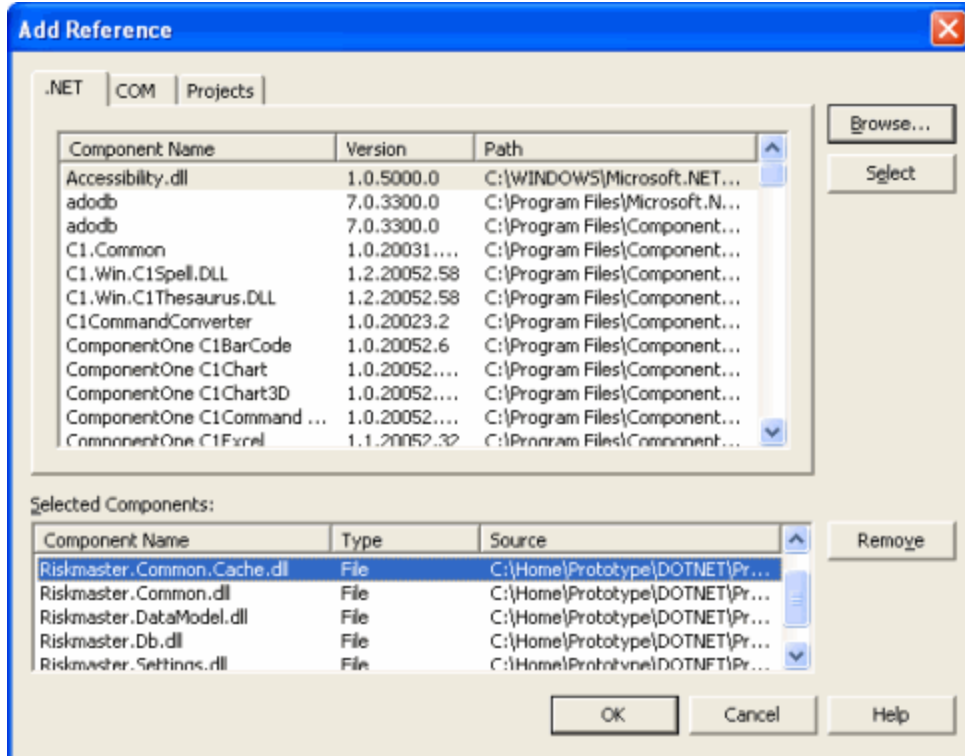 Add Reference
.NET COM Projects
Browse...
Select
Component Name Version Path
Accessibility.dll 1.0.5000.0 C:\WINDOWS\Microsoft.NET...
adodb 7.0.3300.0 C:\Program Files\Microsoft.N...
adodb 7.0.3300.0 C:\Program Files\Component...
C1.Common 1.0.20031.... C:\Program Files\Component...
C1.Win.C1Spell.DLL 1.2.20052.58 C:\Program Files\Component...
C1.Win.C1Thesaurus.DLL 1.2.20052.58 C:\Program Files\Component...
C1CommandConverter 1.0.20023.2 C:\Program Files\Component...
ComponentOne C1BarCode 1.0.20052.6 C:\Program Files\Component...
ComponentOne C1Chart 1.0.20052.... C:\Program Files\Component...
ComponentOne C1Chart3D 1.0.20052.... C:\Program Files\Component...
ComponentOne C1Command ... 1.0.20052.... C:\Program Files\Component...
ComponentOne C1Excel 1.1.20052.32 C:\Program Files\Component...
Selected Components:
Component Name Type Source
Remove
Riskmaster.Common.Cache.dll File C:\Home\Prototype\DOTNET\Pr...
Riskmaster.Common.dll File C:\Home\Prototype\DOTNET\Pr...
Riskmaster.DataModel.dll File C:\Home\Prototype\DOTNET\Pr...
Riskmaster.Db.dll File C:\Home\Prototype\DOTNET\Pr...
Riskmaster.Settings.dll File C:\Home\Prototype\DOTNET\Pr...
OK Cancel Help